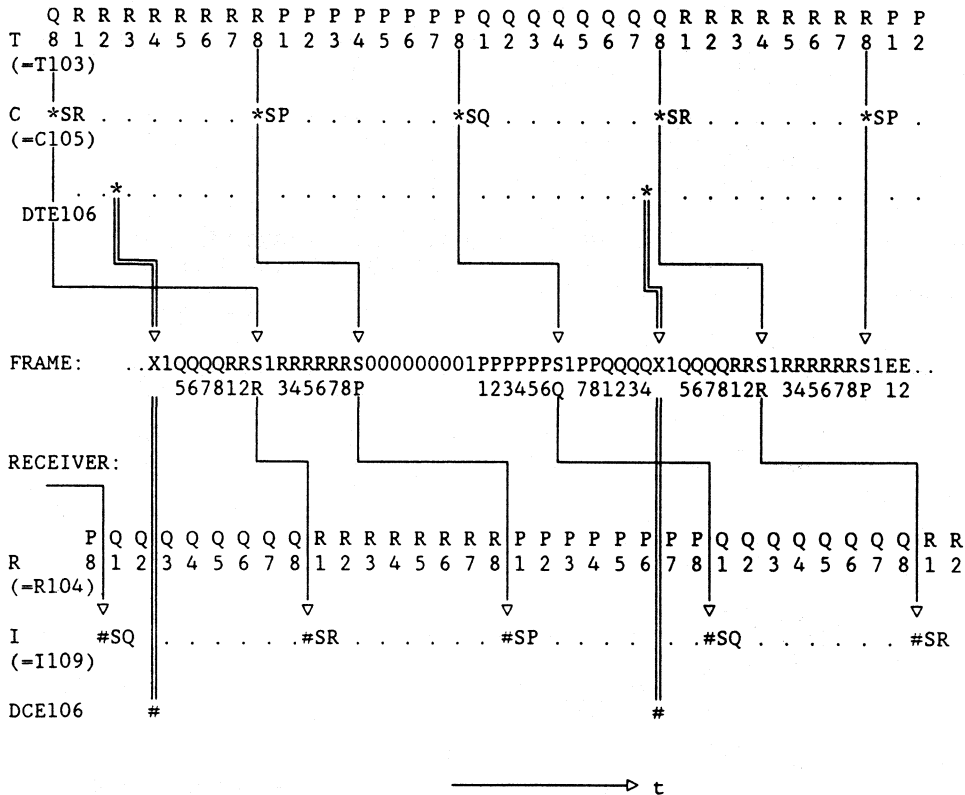 Q R R R R R R R R P P P P P P P P Q Q Q Q Q Q Q Q R R R R R R R R P P
T 8 1 2 3 4 5 6 7 8 1 2 3 4 5 6 7 8 1 2 3 4 5 6 7 8 1 2 3 4 5 6 7 8 1 2
(=T103)
C *SR . . . . . . *SP . . . . . . *SQ . . . . . . *SR . . . . . . *SP .
(=C105)
. . * . . . . . . . . . . . . . . . . . . . . . * . . . . . . . . . .
DTE106
FRAME: ..X1QQQQRRS1RRRRRRS0000000001PPPPPPS1PPQQQQX1QQQQRRS1RRRRRRS1EE..
567812R 345678P 123456Q 781234 567812R 345678P 12
RECEIVER:
P Q Q Q Q Q Q Q Q R R R R R R R R P P P P P P P P Q Q Q Q Q Q Q Q R R
R 8 1 2 3 4 5 6 7 8 1 2 3 4 5 6 7 8 1 2 3 4 5 6 7 8 1 2 3 4 5 6 7 8 1 2
(=R104)
I #SQ . . . . . . #SR . . . . . . #SP . . . . . . #SQ . . . . . . #SR
(=I109)
DCE106 # #
t